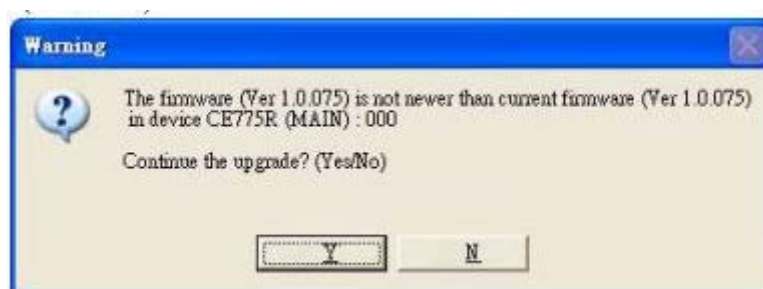 Warning
The firmware (Ver 1.0.075) is not newer than current firmware (Ver 1.0.075)
in device CE775R (MAIN) : 000
Continue the upgrade? (Yes/No)
Y N